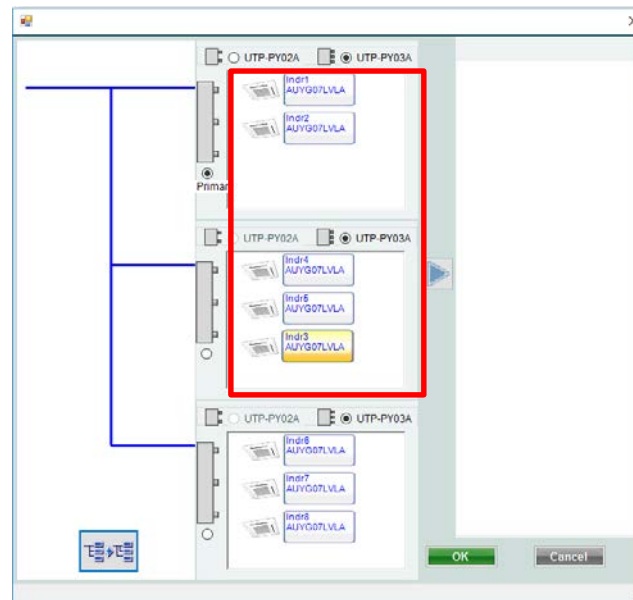 UTP-PY02A UTP-PY03A
Indr1
AUYG07LVLA
Indr2
AUYG07LVLA
Primar
UTP-PY02A UTP-PY03A
Indr4
AUYG07LVLA
Indr5
AUYG07LVLA
Indr3
AUYG07LVLA
UTP-PY02A UTP-PY03A
Indr6
AUYG07LVLA
Indr7
AUYG07LVLA
Indr8
AUYG07LVLA
OK Cancel